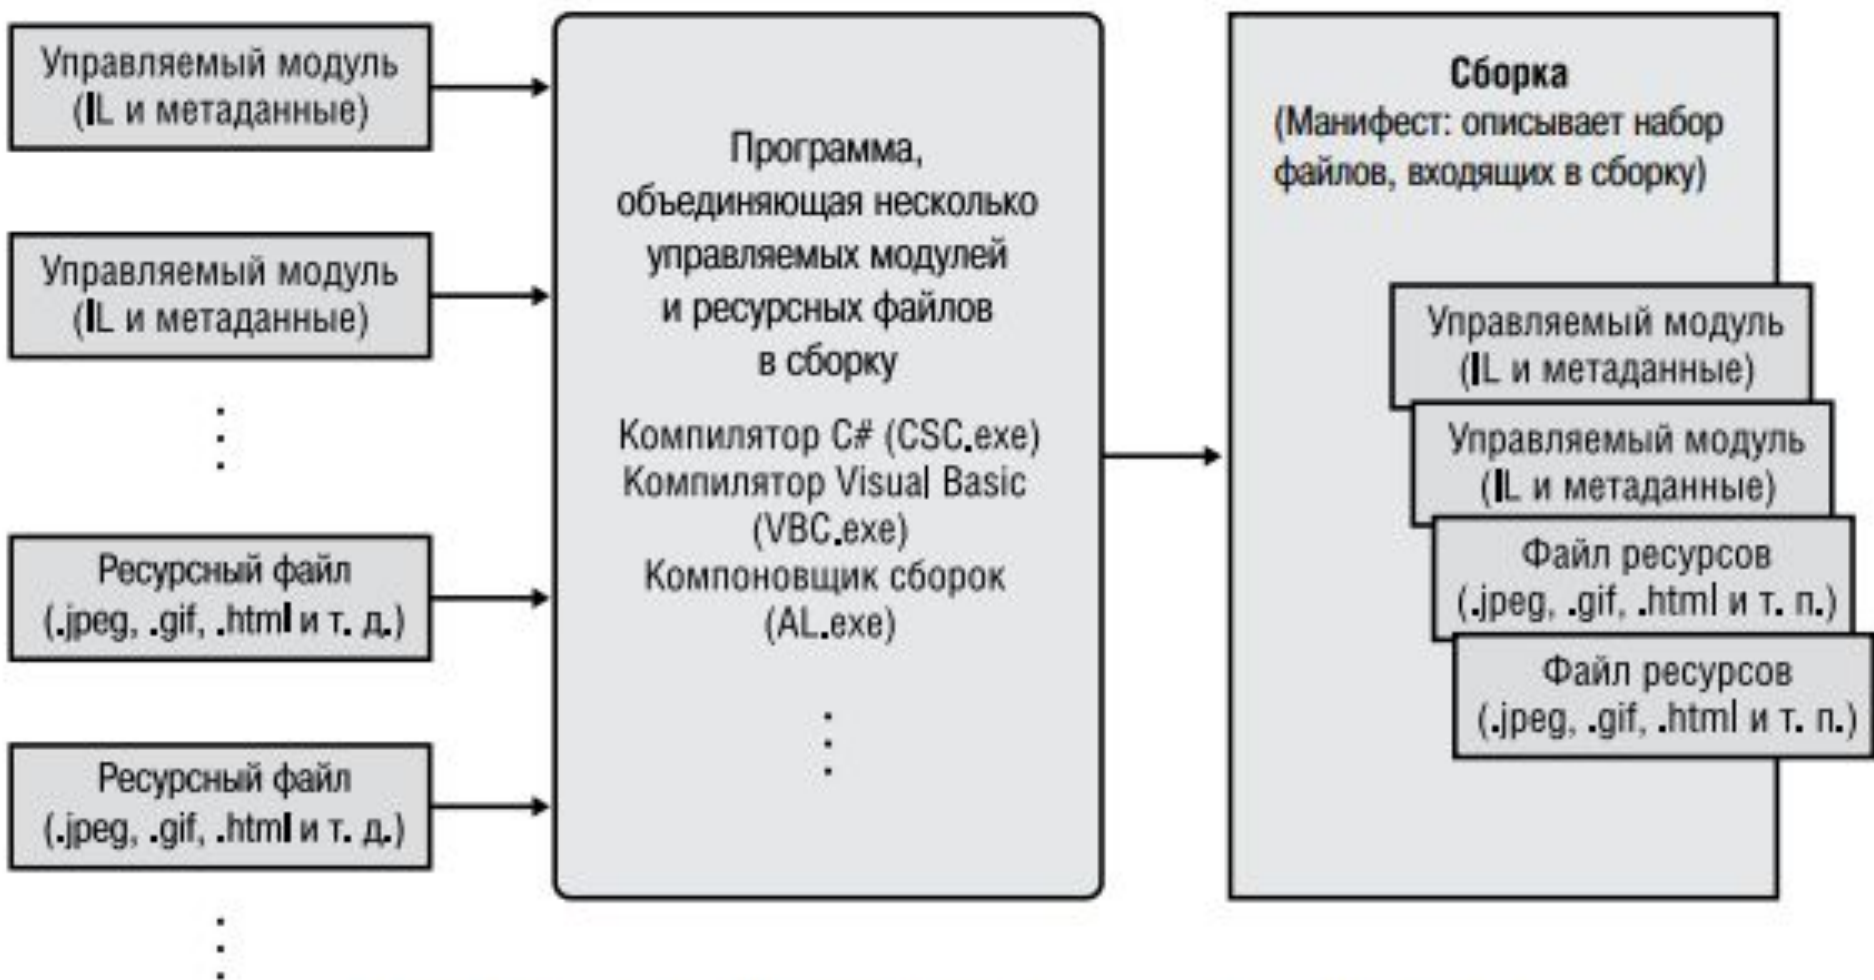 Управляемый модуль
(IL и метаданные)
Управляемый модуль
(IL и метаданные)
Ресурсный файл
(.jpeg, .gif, .html и т. д.)
Ресурсный файл
(.jpeg, .gif, .html и т. д.)
Программа,
объединяющая несколько
управляемых модулей
и ресурсных файлов
в сборку
Компилятор C# (CSC.exe)
Компилятор Visual Basic
(VBC.exe)
Компоновщик сборок
(AL.exe)
Сборка
(Манифест: описывает набор
файлов, входящих в сборку)
Управляемый модуль
(IL и метаданные)
Управляемый модуль
(IL и метаданные)
Файл ресурсов
(.jpeg, .gif, .html и т. п.)
Файл ресурсов
(.jpeg, .gif, .html и т. п.)